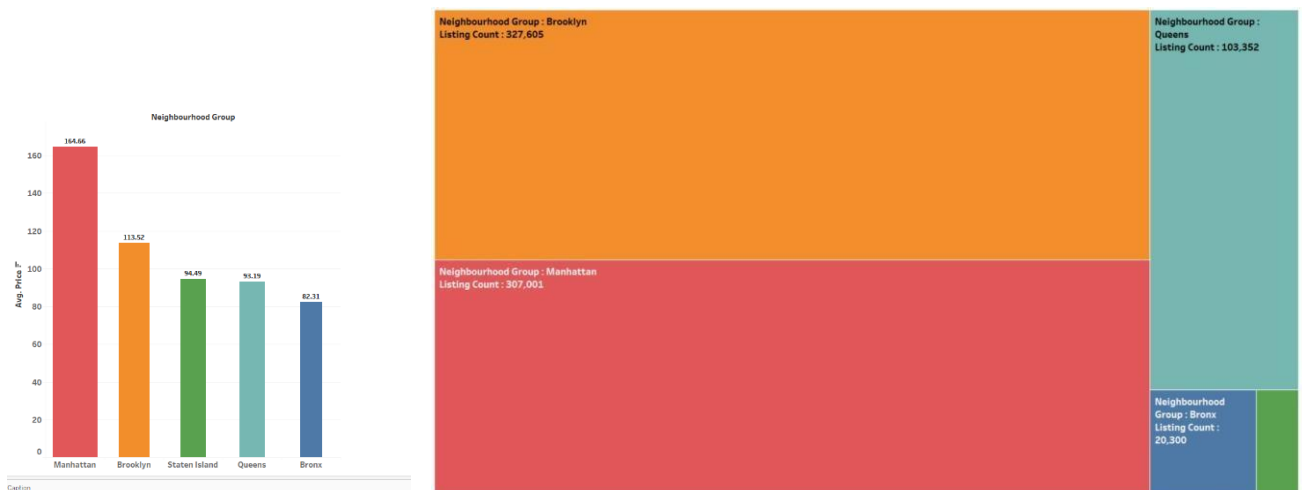 Neighbourhood Group
164.66
160
140
120
113.52
100
94.49
93.19
82.31
80
60
40
20
0
Avg. Price
Manhattan
Brooklyn
Staten Island
Queens
Bronx
Caption
Neighbourhood Group : Brooklyn
Listing Count : 327,605
Neighbourhood Group : Manhattan
Listing Count : 307,001
Neighbourhood Group :
Queens
Listing Count : 103,352
Neighbourhood
Group : Bronx
Listing Count :
20,300